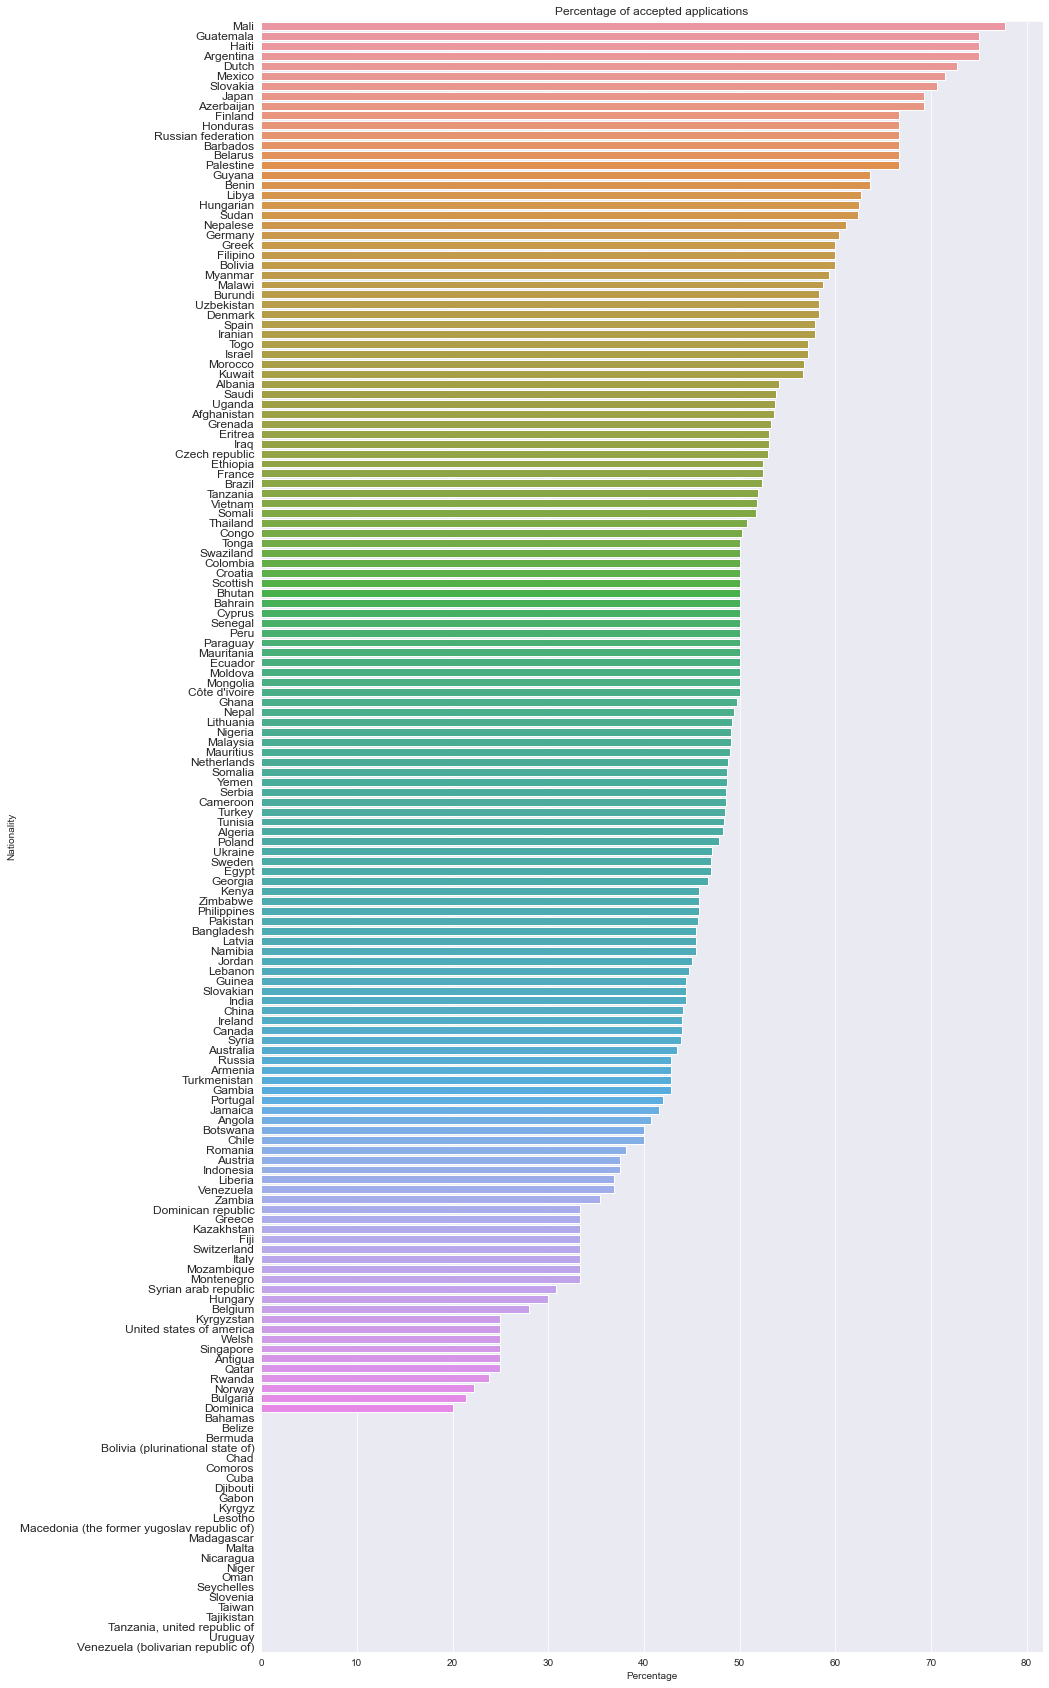 Percentage of accepted applications
Mali
Guatemala
Haiti
Argentina
Dutch
Mexico
Slovakia
Japan
Azerbaijan
Finland
Honduras
Russian federation
Barbados
Belarus
Palestine
Guyana
Benin
Libya
Hungarian
Sudan
Nepalese
Germany
Greek
Filipino
Bolivia
Myanmar
Malawi
Burundi
Uzbekistan
Denmark
Spain
Iranian
Togo
Israel
Morocco
Kuwait
Albania
Saudi
Uganda
Afghanistan
Grenada
Eritrea
Iraq
Czech republic
Ethiopia
France
Brazil
Tanzania
Vietnam
Somali
Thailand
Congo
Tonga
Swaziland
Colombia
Croatia
Scottish
Bhutan
Bahrain
Cyprus
Senegal
Peru
Paraguay
Mauritania
Ecuador
Moldova
Mongolia
Côte d'ivoire
Ghana
Nepal
Lithuania
Nigeria
Malaysia
Mauritius
Netherlands
Somalia
Yemen
Serbia
Cameroon
Turkey
Tunisia
Algeria
Poland
Ukraine
Sweden
Egypt
Georgia
Kenya
Zimbabwe
Philippines
Pakistan
Bangladesh
Latvia
Namibia
Jordan
Lebanon
Guinea
Slovakian
India
China
Ireland
Canada
Syria
Australia
Russia
Armenia
Turkmenistan
Gambia
Portugal
Jamaica
Angola
Botswana
Chile
Romania
Austria
Indonesia
Liberia
Venezuela
Zambia
Dominican republic
Greece
Kazakhstan
Fiji
Switzerland
Italy
Mozambique
Montenegro
Syrian arab republic
Hungary
Belgium
Kyrgyzstan
United states of america
Welsh
Singapore
Antigua
Qatar
Rwanda
Norway
Bulgaria
Dominica
Bahamas
Belize
Bermuda
Bolivia (plurinational state of)
Chad
Comoros
Cuba
Djibouti
Gabon
Kyrgyz
Lesotho
Macedonia (the former yugoslav republic of)
Madagascar
Malta
Nicaragua
Niger
Oman
Seychelles
Slovenia
Taiwan
Tajikistan
Tanzania, united republic of
Uruguay
Venezuela (bolivarian republic of)
Nationality
0 10 20 30 40 50 60 70 80
Percentage